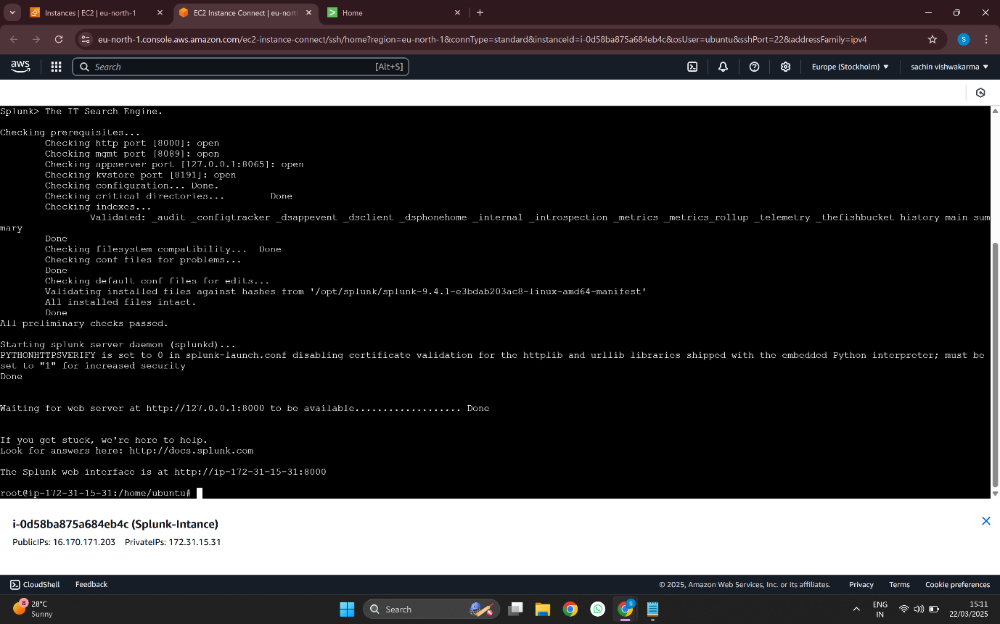 Instances | EC2 | eu-north-1
EC2 Instance Connect | eu-nort
Home
eu-north-1.console.aws.amazon.com/ec2-instance-connect/ssh/home?region=eu-north-1&connType=standard&instanceId=i-0d58ba875a684eb4c&osUser=ubuntu&sshPort=22&addressFamily=ipv4
S
aws
Search
[Alt+S]
Europe (Stockholm)
sachin vishwakarma
Splunk> The IT Search Engine.
Checking prerequisites...
Checking http port [8000]: open
Checking mgmt port [8089]: open
Checking appserver port [127.0.0.1:8065]: open
Checking kvstore port [8191]: open
Checking configuration... Done.
Checking critical directories... Done
Checking indexes...
Validated: _audit _configtracker _dsappevent _dsclient _dsphonehome _internal _introspection _metrics _metrics_rollup _telemetry _thefishbucket history main sum
mary
Done
Checking filesystem compatibility... Done
Checking conf files for problems...
Done
Checking default conf files for edits...
Validating installed files against hashes from '/opt/splunk/splunk-9.4.1-e3bdab203ac8-linux-amd64-manifest'
All installed files intact.
Done
All preliminary checks passed.
Starting splunk server daemon (splunkd)...
PYTHONHTTPSVERIFY is set to 0 in splunk-launch.conf disabling certificate validation for the httplib and urllib libraries shipped with the embedded Python interpreter; must be
set to "1" for increased security
Done
Waiting for web server at http://127.0.0.1:8000 to be available................... Done
If you get stuck, we're here to help.
Look for answers here: http://docs.splunk.com
The Splunk web interface is at http://ip-172-31-15-31:8000
root@ip-172-31-15-31:/home/ubuntu#
i-0d58ba875a684eb4c (Splunk-Intance)
PublicIPs: 16.170.171.203 PrivateIPs: 172.31.15.31
CloudShell
Feedback
© 2025, Amazon Web Services, Inc. or its affiliates.
Privacy
Terms
Cookie preferences
8
28°C
Sunny
Search
S
ENG
IN
15:11
22/03/2025